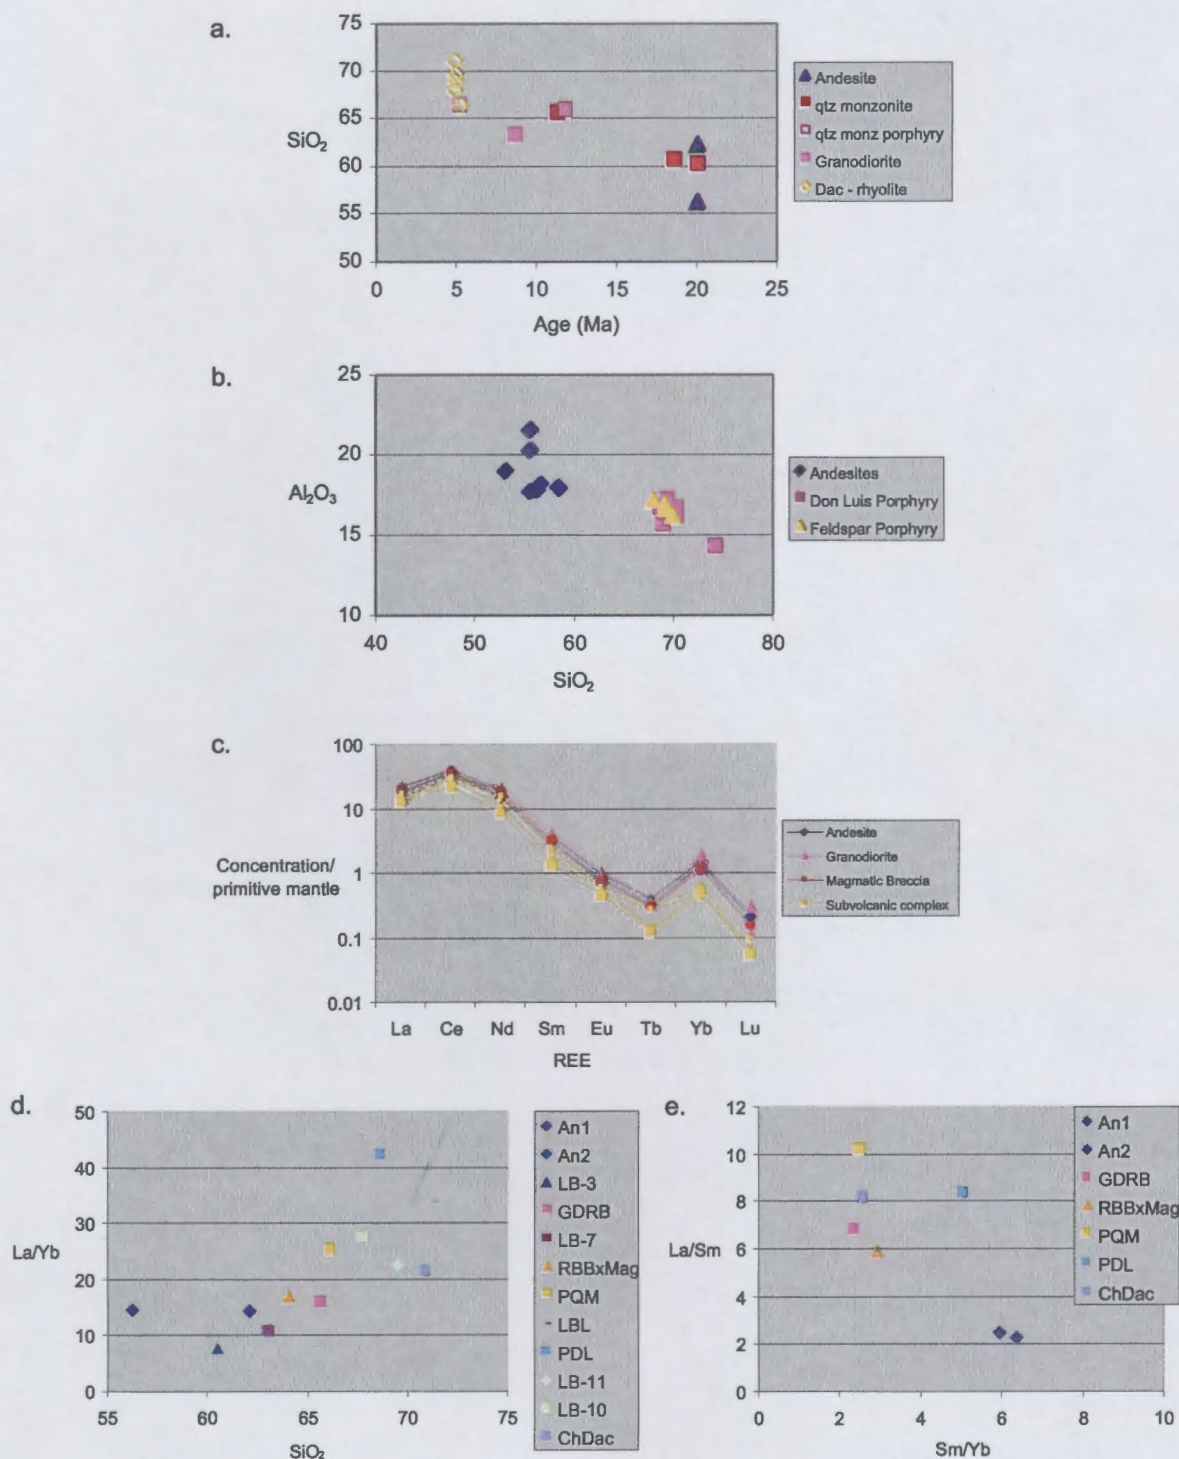 a.
75
70
65
60
55
50
SiO₂
0 5 10 15 20 25
Age (Ma)
Andesite
qtz monzonite
qtz monz porphyry
Granodiorite
Dac - rhyolite
b.
25
20
15
10
Al₂O₃
40 50 60 70 80
SiO₂
Andesites
Don Luis Porphyry
Feldspar Porphyry
c.
100
10
1
0.1
0.01
Concentration/
primitive mantle
La Ce Nd Sm Eu Tb Yb Lu
REE
Andesite
Granodiorite
Magmatic Breccia
Subvolcanic complex
d.
50
40
30
20
10
0
La/Yb
55 60 65 70 75
SiO₂
An1
An2
LB-3
GDRB
LB-7
RBBxMag
PQM
LBL
PDL
LB-11
LB-10
ChDac
e.
12
10
8
6
4
2
0
La/Sm
0 2 4 6 8 10
Sm/Yb
An1
An2
GDRB
RBBxMag
PQM
PDL
ChDac